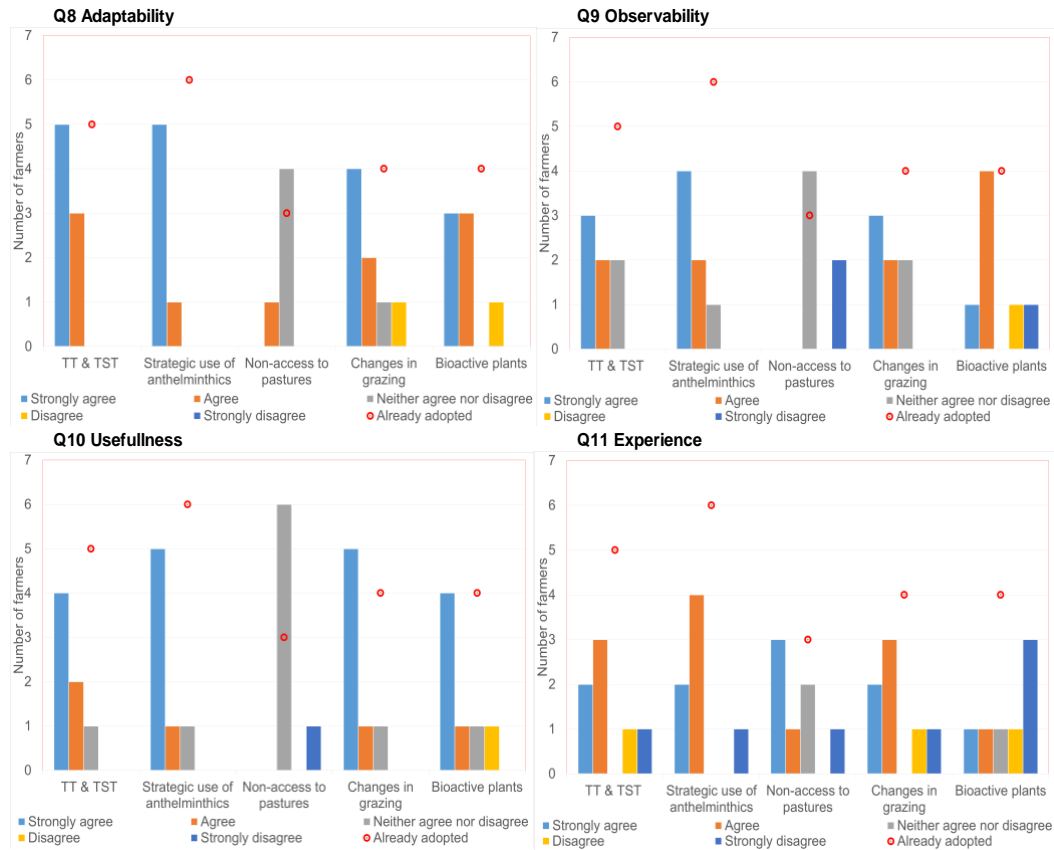 Q8 Adaptability
7
6
5
4
3
2
1
0
Number of farmers
TT & TST
Strategic use of
anthelminthics
Non-access to
pastures
Changes in
grazing
Bioactive plants
Strongly agree
Agree
Neither agree nor disagree
Disagree
Strongly disagree
Already adopted
Q9 Observability
7
6
5
4
3
2
1
0
Number of farmers
TT & TST
Strategic use of
anthelminthics
Non-access to
pastures
Changes in
grazing
Bioactive plants
Strongly agree
Agree
Neither agree nor disagree
Disagree
Strongly disagree
Already adopted
Q10 Usefullness
7
6
5
4
3
2
1
0
Number of farmers
TT & TST
Strategic use of
anthelminthics
Non-access to
pastures
Changes in
grazing
Bioactive plants
Strongly agree
Agree
Neither agree nor disagree
Disagree
Strongly disagree
Already adopted
Q11 Experience
7
6
5
4
3
2
1
0
Number of farmers
TT & TST
Strategic use of
anthelminthics
Non-access to
pastures
Changes in
grazing
Bioactive plants
Strongly agree
Agree
Neither agree nor disagree
Disagree
Strongly disagree
Already adopted